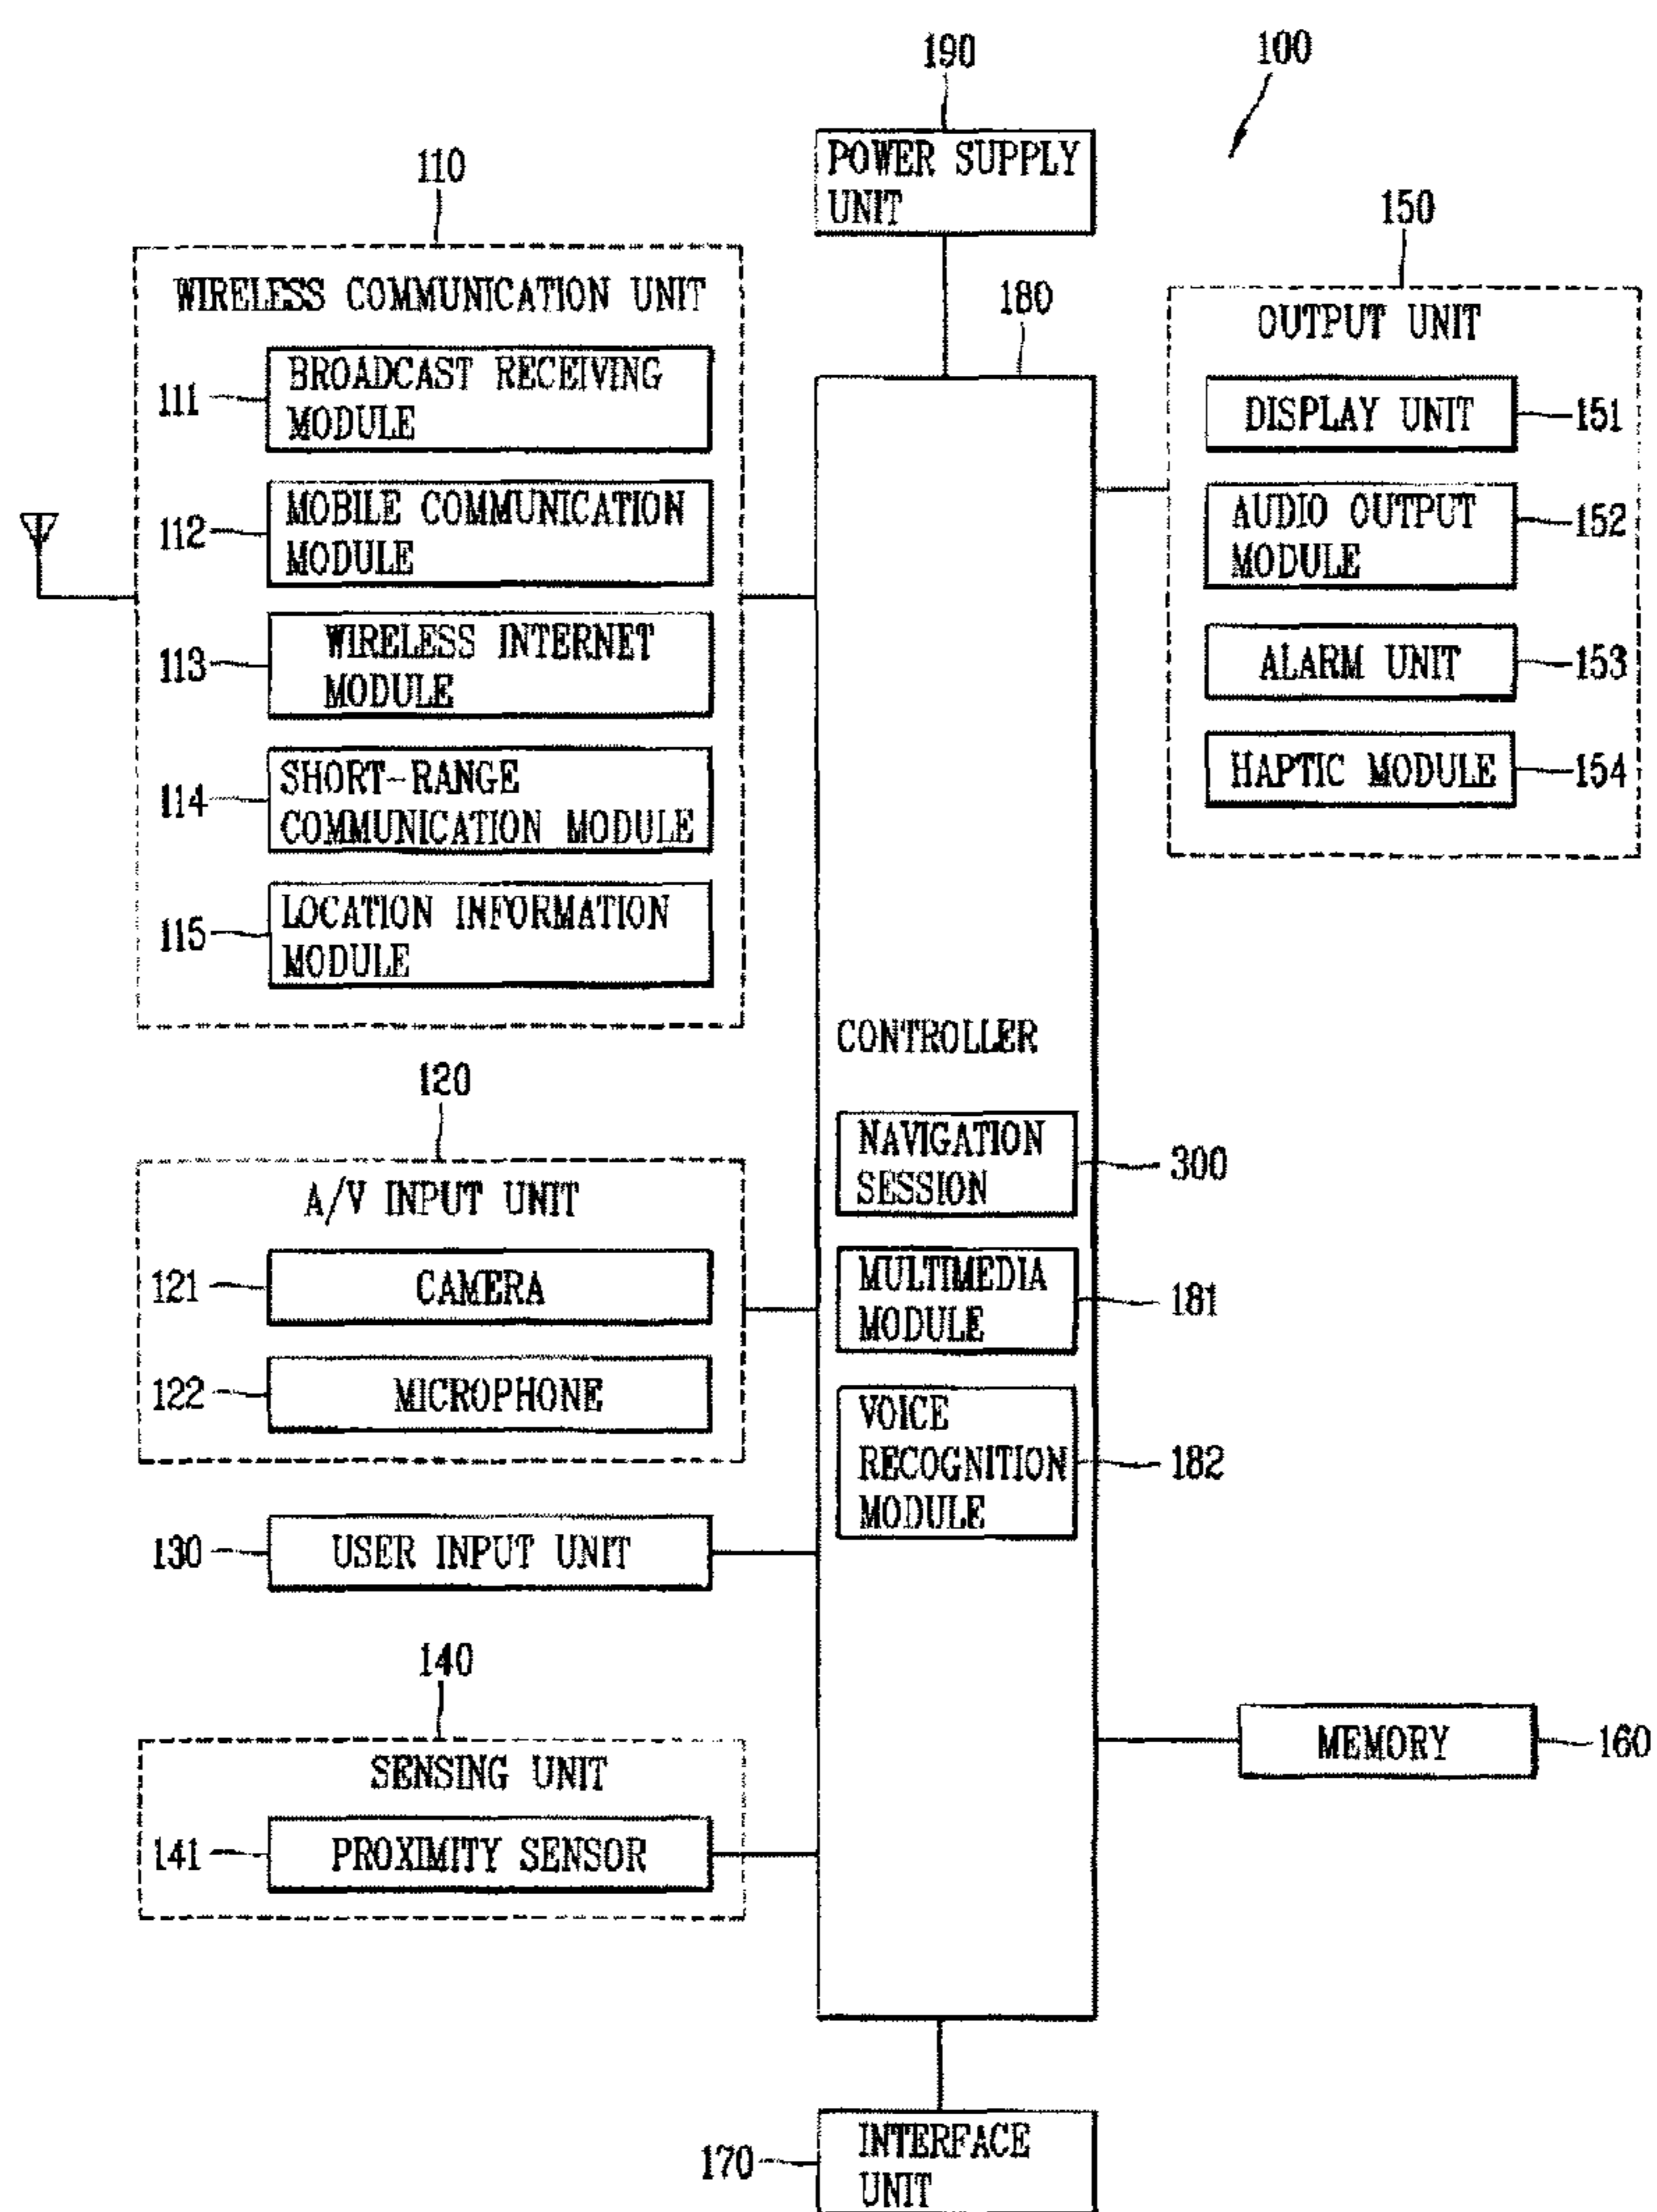 190
100
POWER SUPPLY
UNIT
110
WIRELESS COMMUNICATION UNIT
111
BROADCAST RECEIVING
MODULE
112
MOBILE COMMUNICATION
MODULE
113
WIRELESS INTERNET
MODULE
114
SHORT-RANGE
COMMUNICATION MODULE
115
LOCATION INFORMATION
MODULE
120
A/V INPUT UNIT
121
CAMERA
122
MICROPHONE
130
USER INPUT UNIT
140
SENSING UNIT
141
PROXIMITY SENSOR
180
CONTROLLER
NAVIGATION
SESSION
300
MULTIMEDIA
MODULE
181
VOICE
RECOGNITION
MODULE
182
150
OUTPUT UNIT
DISPLAY UNIT
151
AUDIO OUTPUT
MODULE
152
ALARM UNIT
153
HAPTIC MODULE
154
MEMORY
160
170
INTERFACE
UNIT